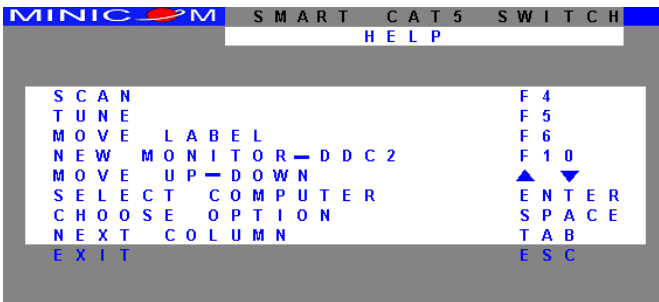 MINICOM SMART CAT5 SWITCH
HELP
SCAN F4
TUNE F5
MOVE LABEL F6
NEW MONITOR-DDC2 F10
MOVE UP-DOWN ▲ ▼
SELECT COMPUTER ENTER
CHOOSE OPTION SPACE
NEXT COLUMN TAB
EXIT ESC